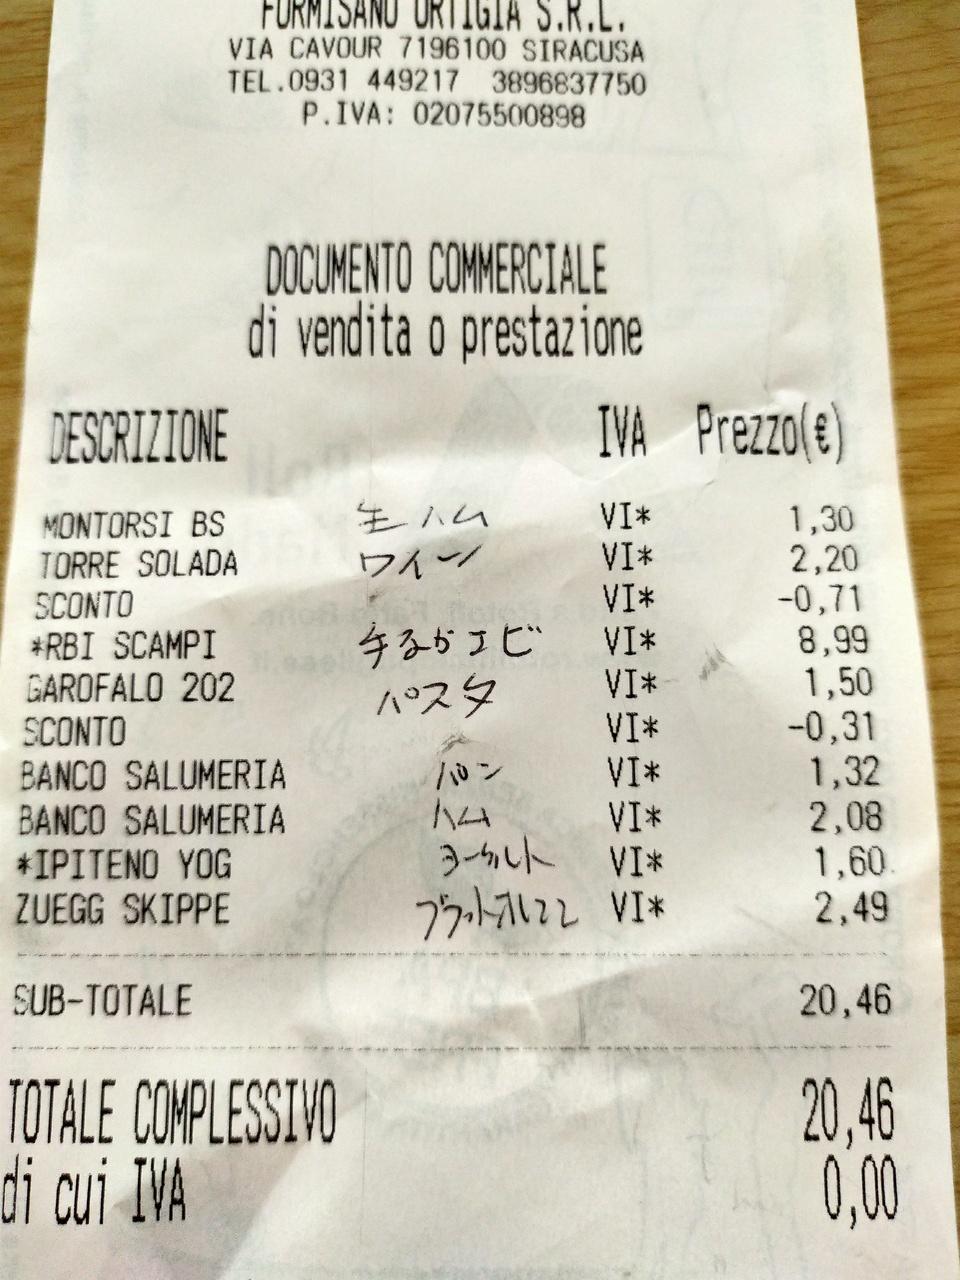 FORMISANO ORTIGIA S.R.L.
VIA CAVOUR 7196100 SIRACUSA
TEL.0931 449217 3896837750
P.IVA: 02075500898
DOCUMENTO COMMERCIALE
di vendita o prestazione
DESCRIZIONE IVA Prezzo(€)
MONTORSI BS 生ハム VI* 1,30
TORRE SOLADA ワイン VI* 2,20
SCONTO VI* -0,71
*RBI SCAMPI 手ながエビ VI* 8,99
GAROFALO 202 パスタ VI* 1,50
SCONTO VI* -0,31
BANCO SALUMERIA パン VI* 1,32
BANCO SALUMERIA ハム VI* 2,08
*IPITENO YOG ヨーグルト VI* 1,60
ZUEGG SKIPPE VI* 2,49
SUB-TOTALE 20,46
TOTALE COMPLESSIVO 20,46
di cui IVA 0,00